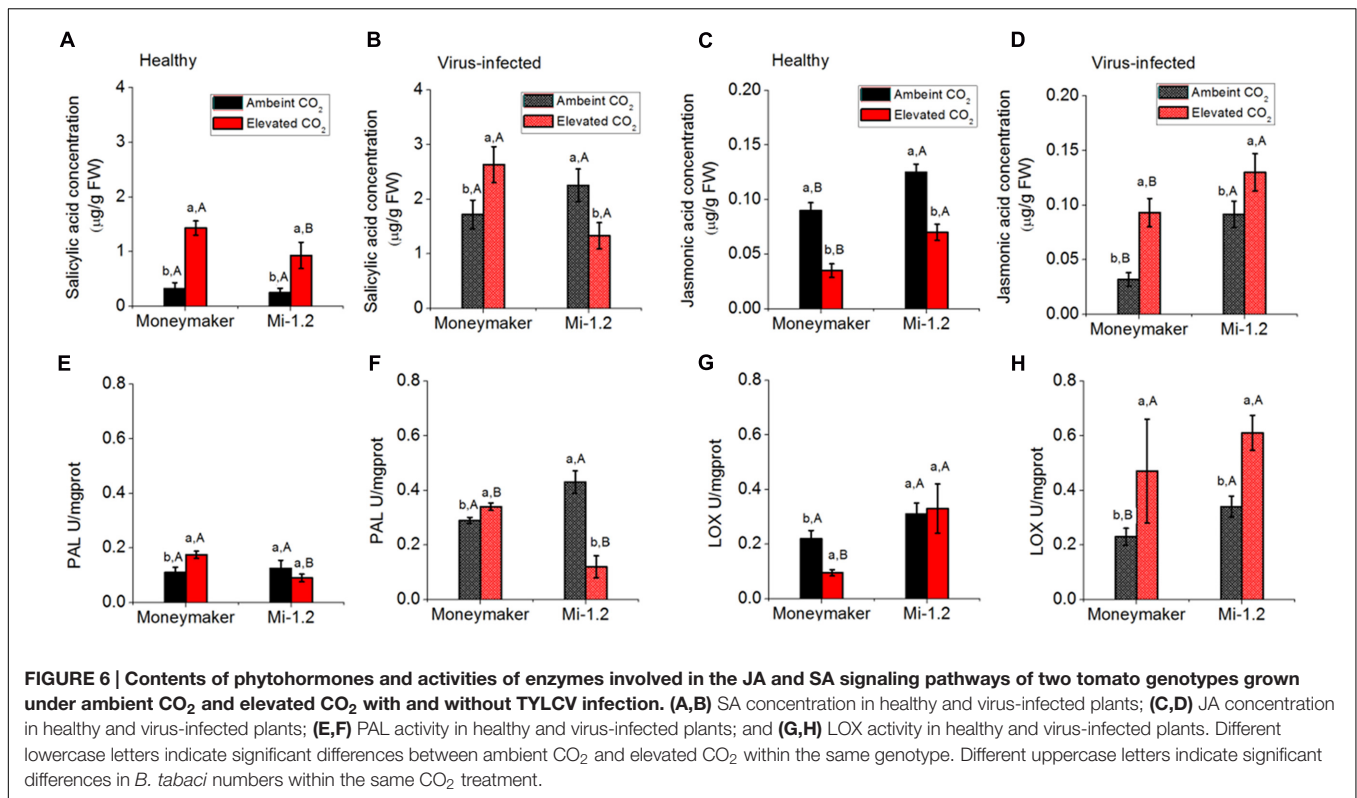 A
Healthy
Salicylic acid concentration
(μg/g FW)
4
3
2
1
0
Ambeint CO2
Elevated CO2
b,A
a,A
b,A
a,B
Moneymaker
Mi-1.2
B
Virus-infected
Salicylic acid concentration
(μg/g FW)
4
3
2
1
0
Ambeint CO2
Elevated CO2
b,A
a,A
a,A
b,A
Moneymaker
Mi-1.2
C
Healthy
Jasmonic acid concentration
(μg/g FW)
0.20
0.15
0.10
0.05
0.00
Ambeint CO2
Elevated CO2
a,B
b,B
a,A
b,A
Moneymaker
Mi-1.2
D
Virus-infected
Jasmonic acid concentration
(μg/g FW)
0.20
0.15
0.10
0.05
0.00
Ambeint CO2
Elevated CO2
b,B
a,B
b,A
a,A
Moneymaker
Mi-1.2
E
PAL U/mgprot
0.8
0.6
0.4
0.2
0.0
b,A
a,A
a,A
a,B
Moneymaker
Mi-1.2
F
PAL U/mgprot
0.8
0.6
0.4
0.2
0.0
b,A
a,B
a,A
b,B
Moneymaker
Mi-1.2
G
LOX U/mgprot
0.8
0.6
0.4
0.2
0.0
b,A
a,B
a,A
a,A
Moneymaker
Mi-1.2
H
LOX U/mgprot
0.8
0.6
0.4
0.2
0.0
b,B
a,A
b,A
a,A
Moneymaker
Mi-1.2
FIGURE 6 | Contents of phytohormones and activities of enzymes involved in the JA and SA signaling pathways of two tomato genotypes grown
under ambient CO2 and elevated CO2 with and without TYLCV infection. (A,B) SA concentration in healthy and virus-infected plants; (C,D) JA concentration
in healthy and virus-infected plants; (E,F) PAL activity in healthy and virus-infected plants; and (G,H) LOX activity in healthy and virus-infected plants. Different
lowercase letters indicate significant differences between ambient CO2 and elevated CO2 within the same genotype. Different uppercase letters indicate significant
differences in B. tabaci numbers within the same CO2 treatment.